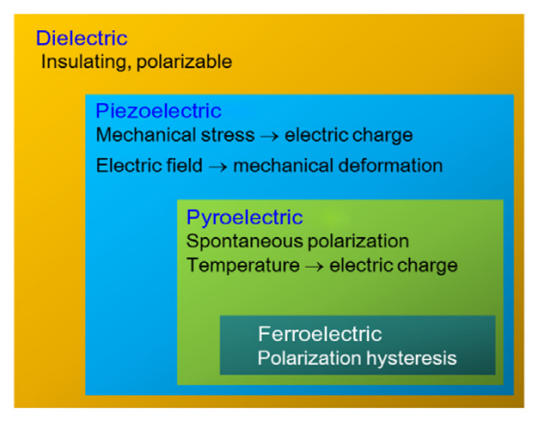 Dielectric
Insulating, polarizable
Piezoelectric
Mechanical stress → electric charge
Electric field → mechanical deformation
Pyroelectric
Spontaneous polarization
Temperature → electric charge
Ferroelectric
Polarization hysteresis